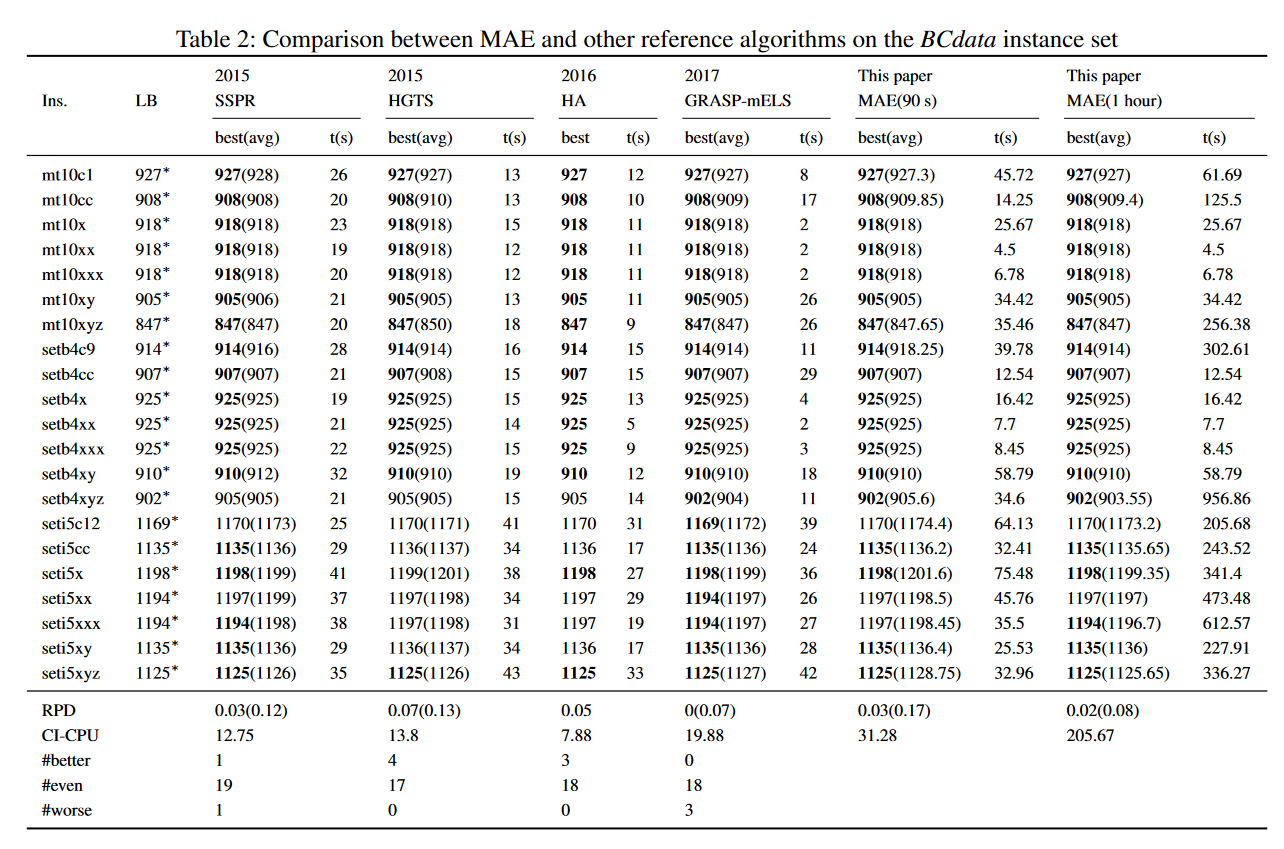 Table 2: Comparison between MAE and other reference algorithms on the BCdata instance set
2015 2015 2016 2017 This paper This paper
Ins. LB SSPR HGTS HA GRASP-mELS MAE(90 s) MAE(1 hour)
best(avg) t(s) best(avg) t(s) best t(s) best(avg) t(s) best(avg) t(s) best(avg) t(s)
mt10c1 927* 927(928) 26 927(927) 13 927 12 927(927) 8 927(927.3) 45.72 927(927) 61.69
mt10cc 908* 908(908) 20 908(910) 13 908 10 908(909) 17 908(909.85) 14.25 908(909.4) 125.5
mt10x 918* 918(918) 23 918(918) 15 918 11 918(918) 2 918(918) 25.67 918(918) 25.67
mt10xx 918* 918(918) 19 918(918) 12 918 11 918(918) 2 918(918) 4.5 918(918) 4.5
mt10xxx 918* 918(918) 20 918(918) 12 918 11 918(918) 2 918(918) 6.78 918(918) 6.78
mt10xy 905* 905(906) 21 905(905) 13 905 11 905(905) 26 905(905) 34.42 905(905) 34.42
mt10xyz 847* 847(847) 20 847(850) 18 847 9 847(847) 26 847(847.65) 35.46 847(847) 256.38
setb4c9 914* 914(916) 28 914(914) 16 914 15 914(914) 11 914(918.25) 39.78 914(914) 302.61
setb4cc 907* 907(907) 21 907(908) 15 907 15 907(907) 29 907(907) 12.54 907(907) 12.54
setb4x 925* 925(925) 19 925(925) 15 925 13 925(925) 4 925(925) 16.42 925(925) 16.42
setb4xx 925* 925(925) 21 925(925) 14 925 5 925(925) 2 925(925) 7.7 925(925) 7.7
setb4xxx 925* 925(925) 22 925(925) 15 925 9 925(925) 3 925(925) 8.45 925(925) 8.45
setb4xy 910* 910(912) 32 910(910) 19 910 12 910(910) 18 910(910) 58.79 910(910) 58.79
setb4xyz 902* 905(905) 21 905(905) 15 905 14 902(904) 11 902(905.6) 34.6 902(903.55) 956.86
seti5c12 1169* 1170(1173) 25 1170(1171) 41 1170 31 1169(1172) 39 1170(1174.4) 64.13 1170(1173.2) 205.68
seti5cc 1135* 1135(1136) 29 1136(1137) 34 1136 17 1135(1136) 24 1135(1136.2) 32.41 1135(1135.65) 243.52
seti5x 1198* 1198(1199) 41 1199(1201) 38 1198 27 1198(1199) 36 1198(1201.6) 75.48 1198(1199.35) 341.4
seti5xx 1194* 1197(1199) 37 1197(1198) 34 1197 29 1194(1197) 26 1197(1198.5) 45.76 1197(1197) 473.48
seti5xxx 1194* 1194(1198) 38 1197(1198) 31 1197 19 1194(1197) 27 1197(1198.45) 35.5 1194(1196.7) 612.57
seti5xy 1135* 1135(1136) 29 1136(1137) 34 1136 17 1135(1136) 28 1135(1136.4) 25.53 1135(1136) 227.91
seti5xyz 1125* 1125(1126) 35 1125(1126) 43 1125 33 1125(1127) 42 1125(1128.75) 32.96 1125(1125.65) 336.27
RPD 0.03(0.12) 0.07(0.13) 0.05 0(0.07) 0.03(0.17) 0.02(0.08)
CI-CPU 12.75 13.8 7.88 19.88 31.28 205.67
#better 1 4 3 0
#even 19 17 18 18
#worse 1 0 0 3